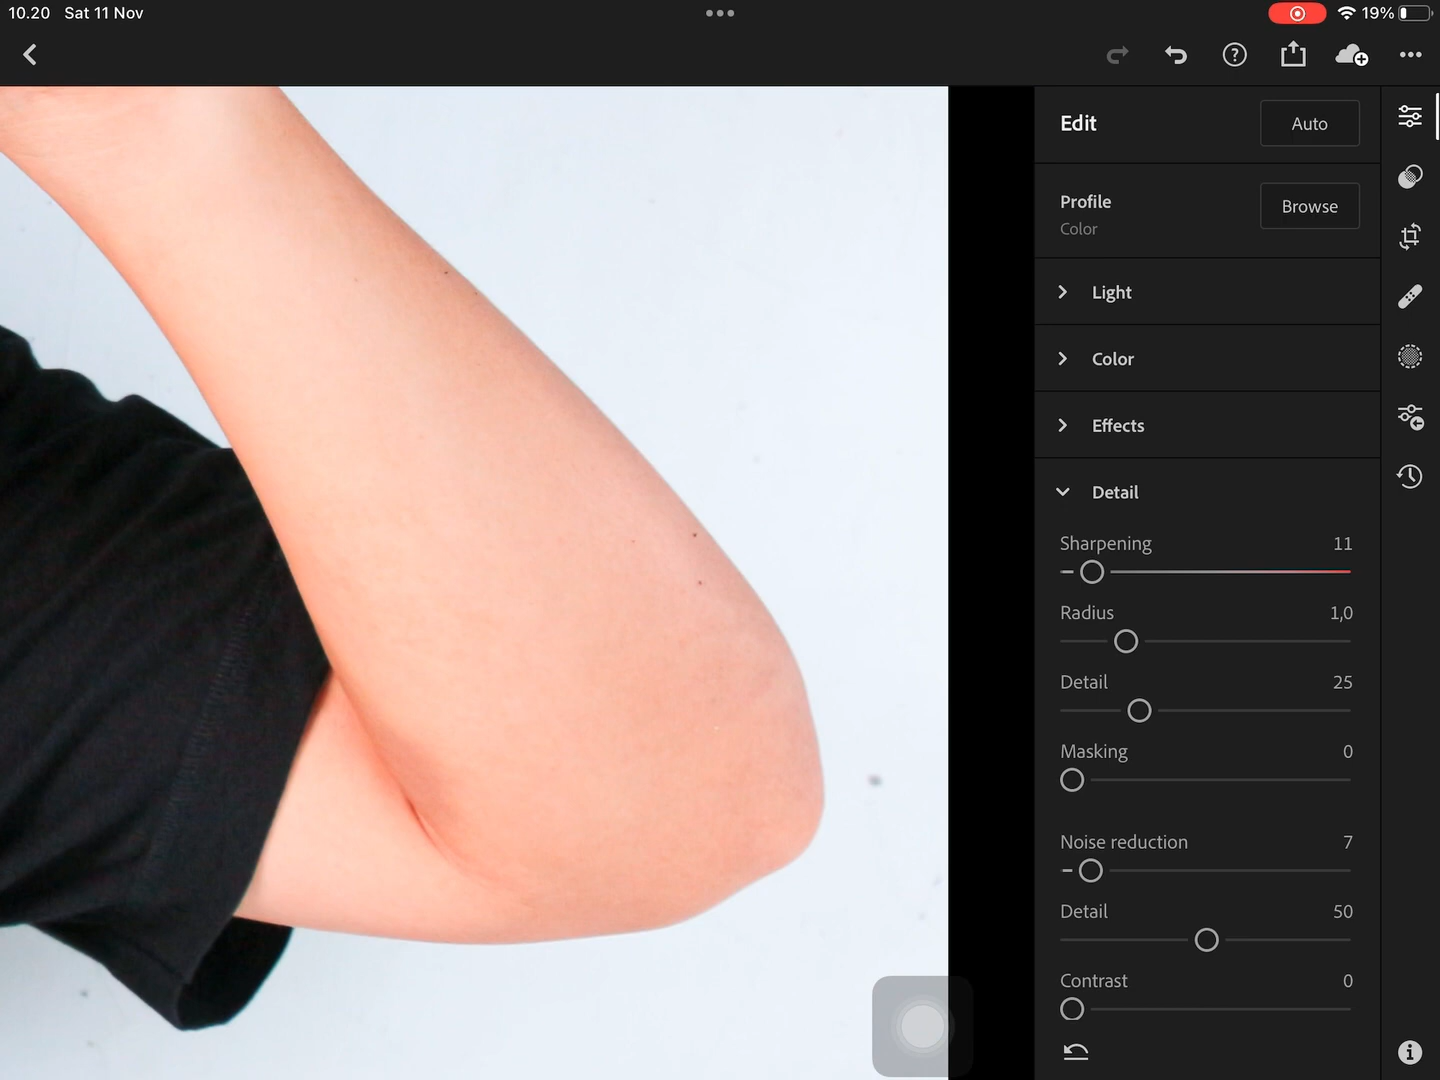 10.20 Sat 11 Nov
19%
Edit
Auto
Profile
Color
Browse
Light
Color
Effects
Detail
Sharpening 11
Radius 1,0
Detail 25
Masking 0
Noise reduction 7
Detail 50
Contrast 0